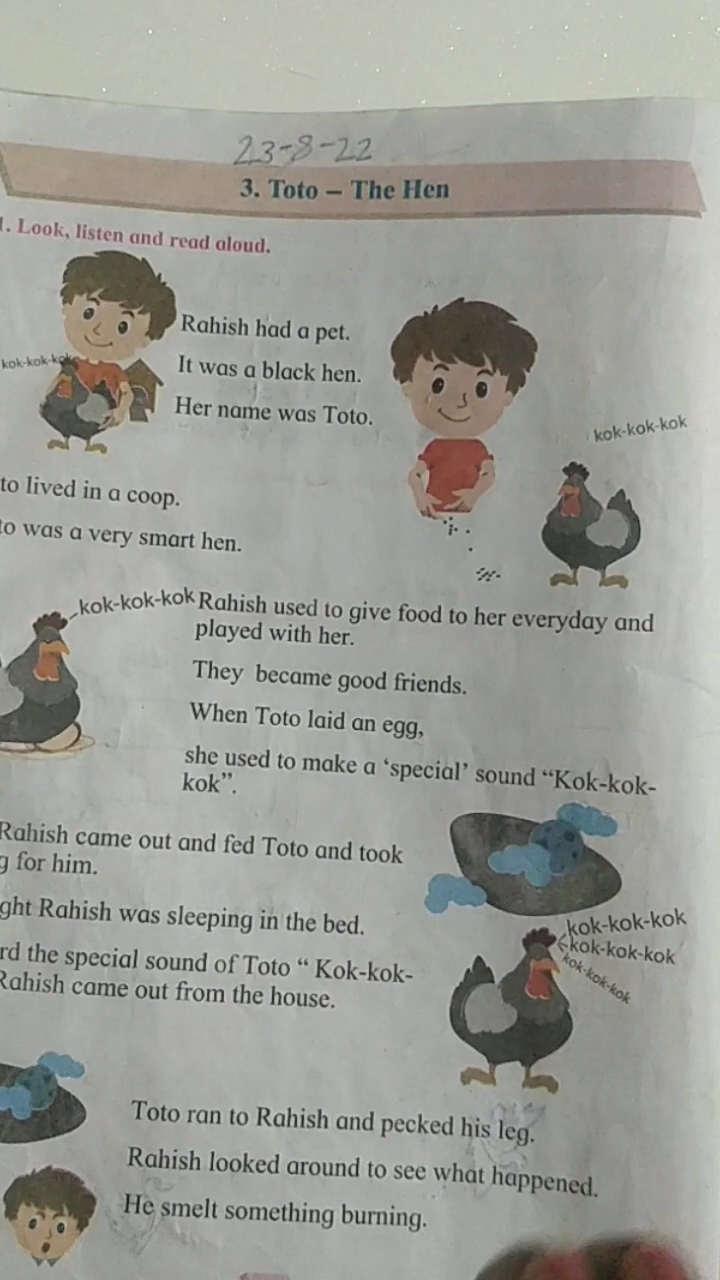 23-8-22
3. Toto – The Hen
1. Look, listen and read aloud.
Rahish had a pet.
kok-kok-kok
It was a black hen.
Her name was Toto.
kok-kok-kok
to lived in a coop.
to was a very smart hen.
kok-kok-kok
Rahish used to give food to her everyday and
played with her.
They became good friends.
When Toto laid an egg,
she used to make a ‘special’ sound “Kok-kok-
kok”.
Rahish came out and fed Toto and took
g for him.
ght Rahish was sleeping in the bed.
kok-kok-kok
kok-kok-kok
kok-kok-kok
rd the special sound of Toto “ Kok-kok-
Rahish came out from the house.
Toto ran to Rahish and pecked his leg.
Rahish looked around to see what happened.
He smelt something burning.